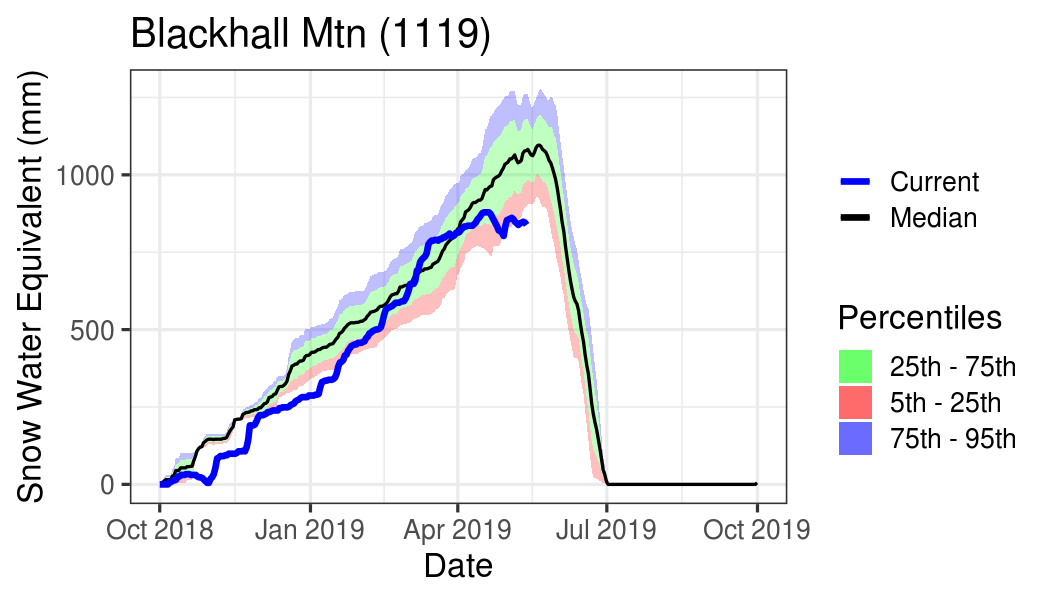 Blackhall Mtn (1119)
Snow Water Equivalent (mm)
1000
500
0
Oct 2018
Jan 2019
Apr 2019
Jul 2019
Oct 2019
Date
Current
Median
Percentiles
25th - 75th
5th - 25th
75th - 95th